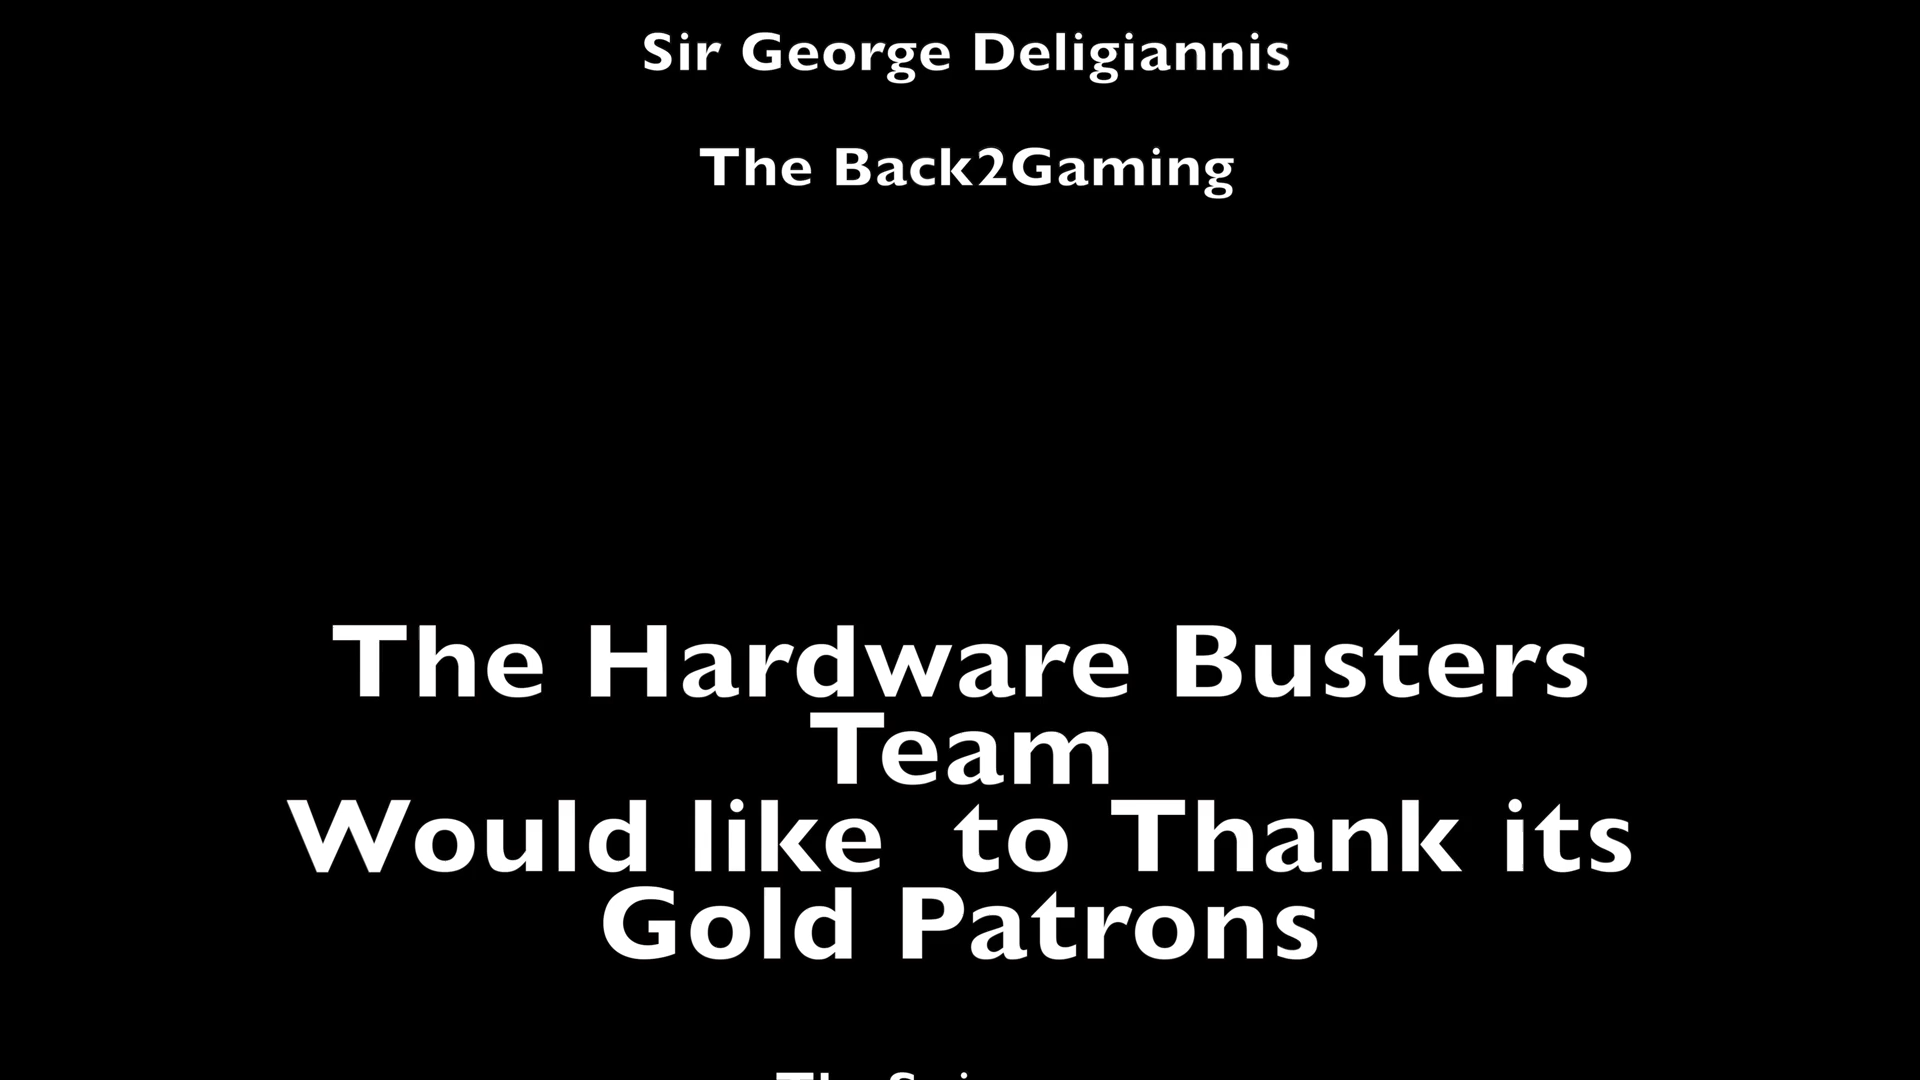 Sir George Deligiannis
The Back2Gaming
The Hardware Busters
Team
Would like  to Thank its
Gold Patrons